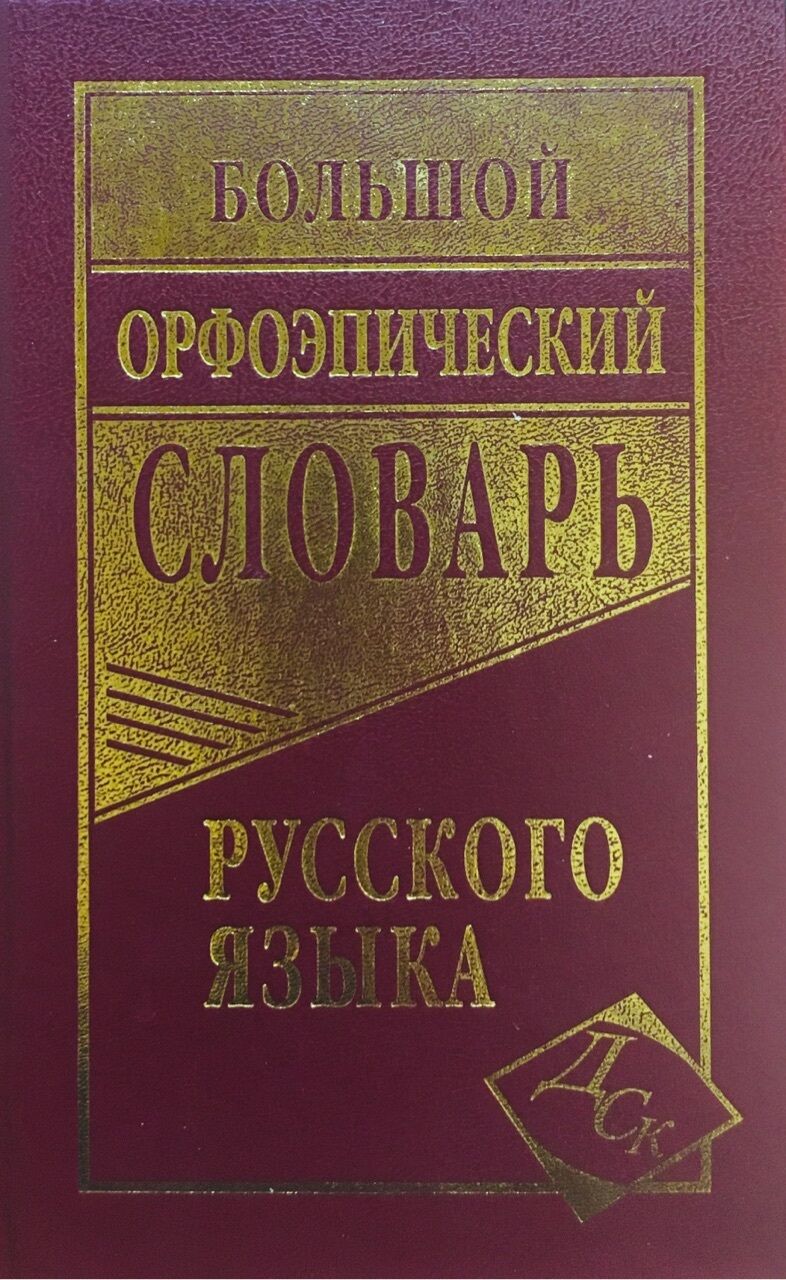 БОЛЬШОЙ
ОРФОЭПИЧЕСКИЙ
СЛОВАРЬ
РУССКОГО
ЯЗЫКА
ДСК